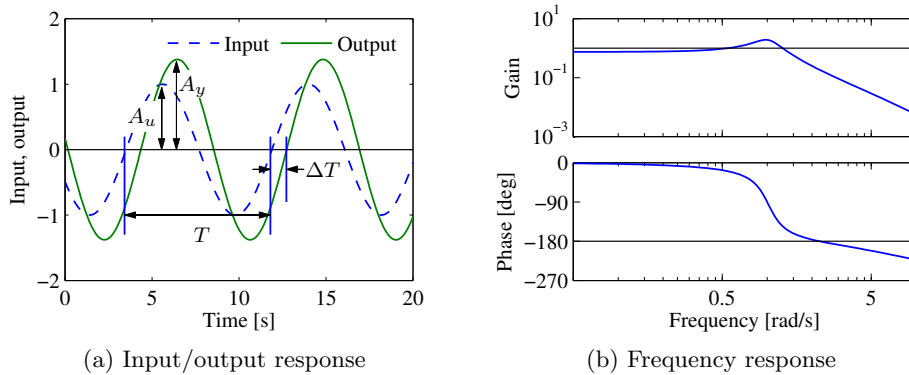 2
1
0
−1
−2
Input, output
Input
Output
A_u
A_y
ΔT
T
0
5
10
15
20
Time [s]
(a) Input/output response
10^1
10^−1
10^−3
Gain
0
−90
−180
−270
Phase [deg]
0.5
5
Frequency [rad/s]
(b) Frequency response